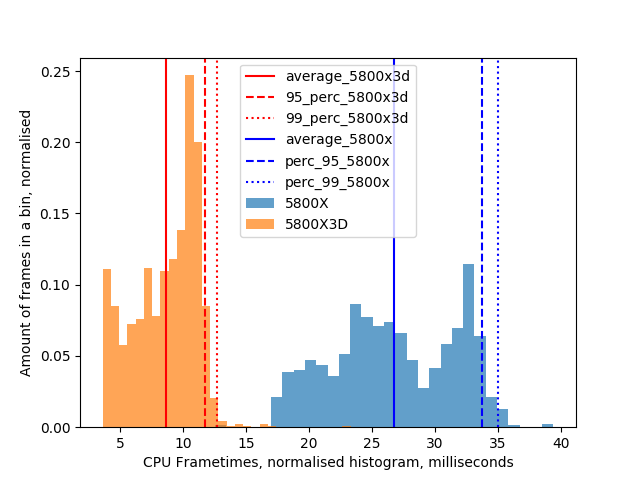 0.25
0.20
0.15
0.10
0.05
0.00
Amount of frames in a bin, normalised
average_5800x3d
95_perc_5800x3d
99_perc_5800x3d
average_5800x
perc_95_5800x
perc_99_5800x
5800X
5800X3D
5 10 15 20 25 30 35 40
CPU Frametimes, normalised histogram, milliseconds